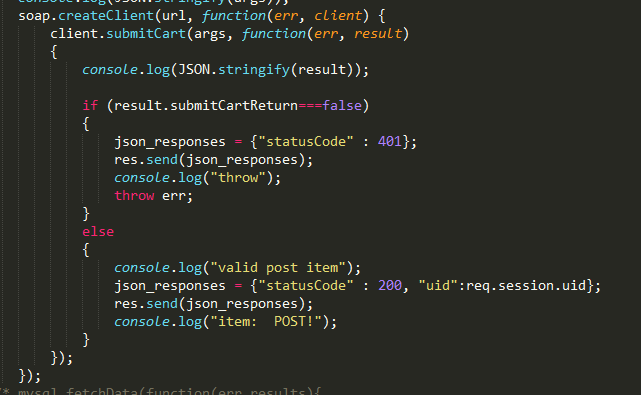 console.log(JSON.stringify(args));
soap.createClient(url, function(err, client) {
client.submitCart(args, function(err, result)
{
console.log(JSON.stringify(result));
if (result.submitCartReturn===false)
{
json_responses = {"statusCode" : 401};
res.send(json_responses);
console.log("throw");
throw err;
}
else
{
console.log("valid post item");
json_responses = {"statusCode" : 200, "uid":req.session.uid};
res.send(json_responses);
console.log("item:  POST!");
}
});
});
/* mysql.fetchData(function(err,results){